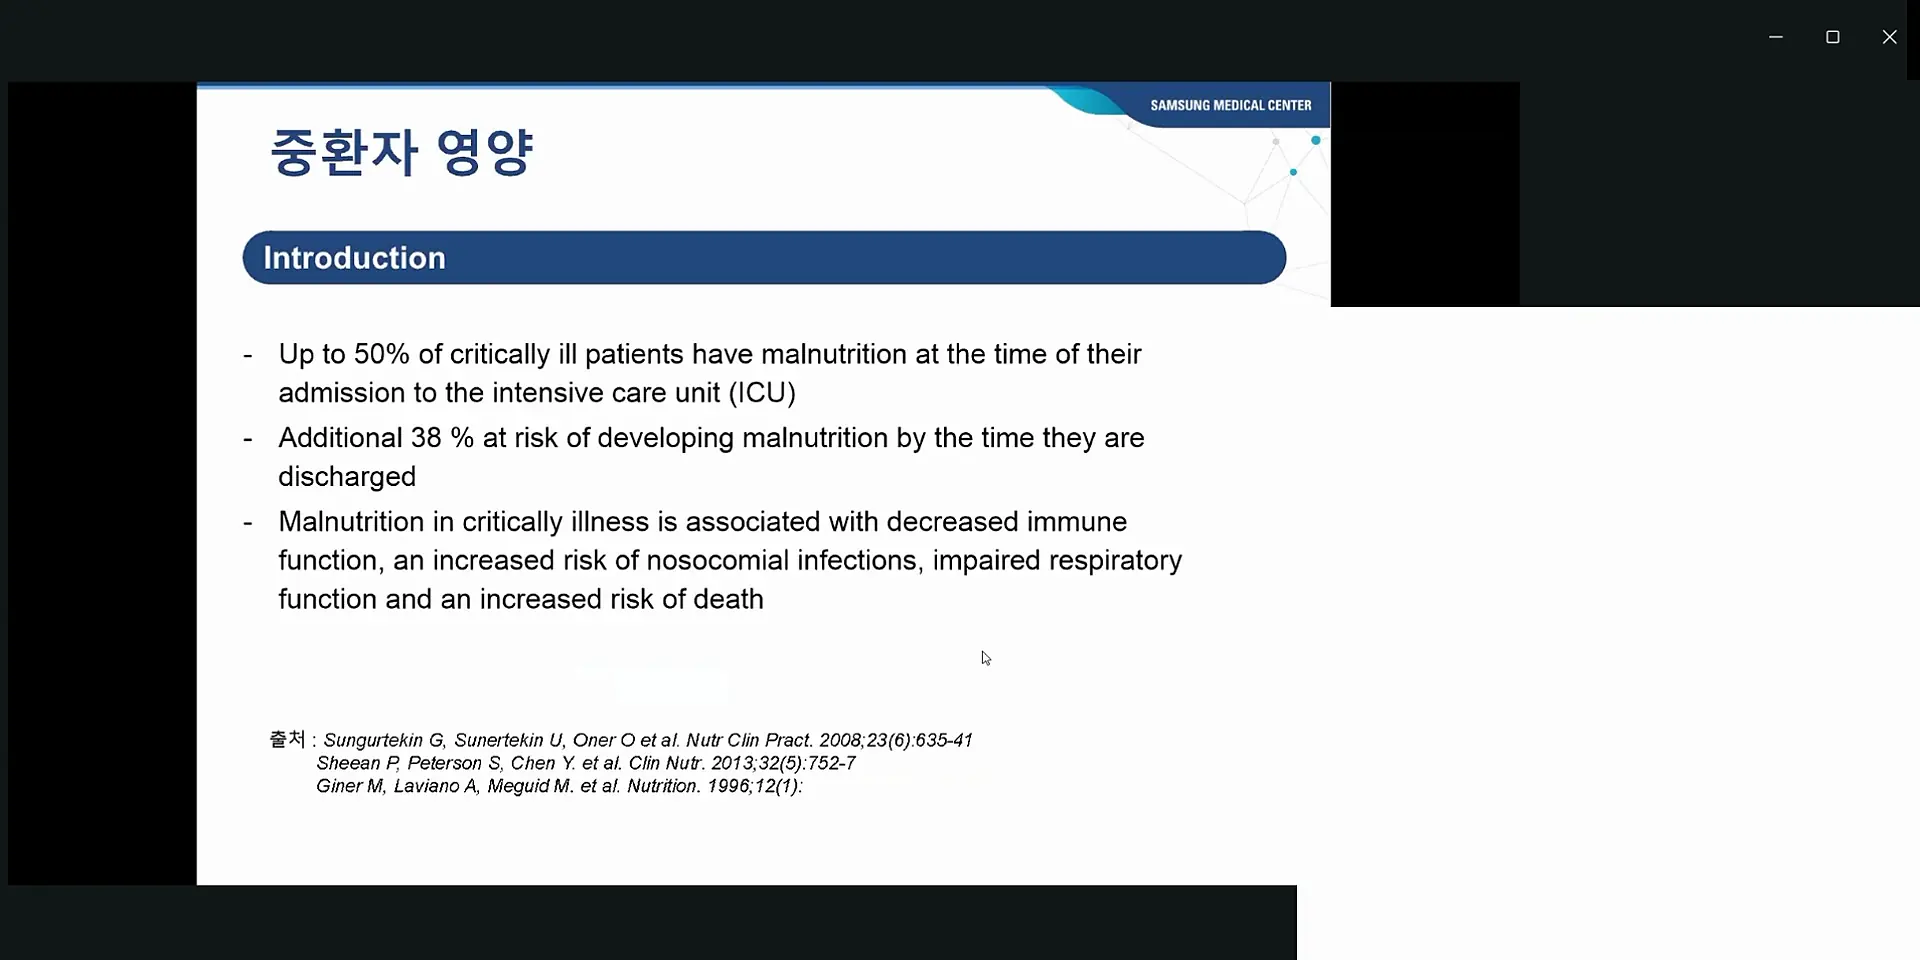 SAMSUNG MEDICAL CENTER
중환자 영양
Introduction
- Up to 50% of critically ill patients have malnutrition at the time of their
admission to the intensive care unit (ICU)
- Additional 38 % at risk of developing malnutrition by the time they are
discharged
- Malnutrition in critically illness is associated with decreased immune
function, an increased risk of nosocomial infections, impaired respiratory
function and an increased risk of death
출처 : Sungurtekin G, Sunertekin U, Oner O et al. Nutr Clin Pract. 2008;23(6):635-41
Sheean P, Peterson S, Chen Y. et al. Clin Nutr. 2013;32(5):752-7
Giner M, Laviano A, Meguid M. et al. Nutrition. 1996;12(1):